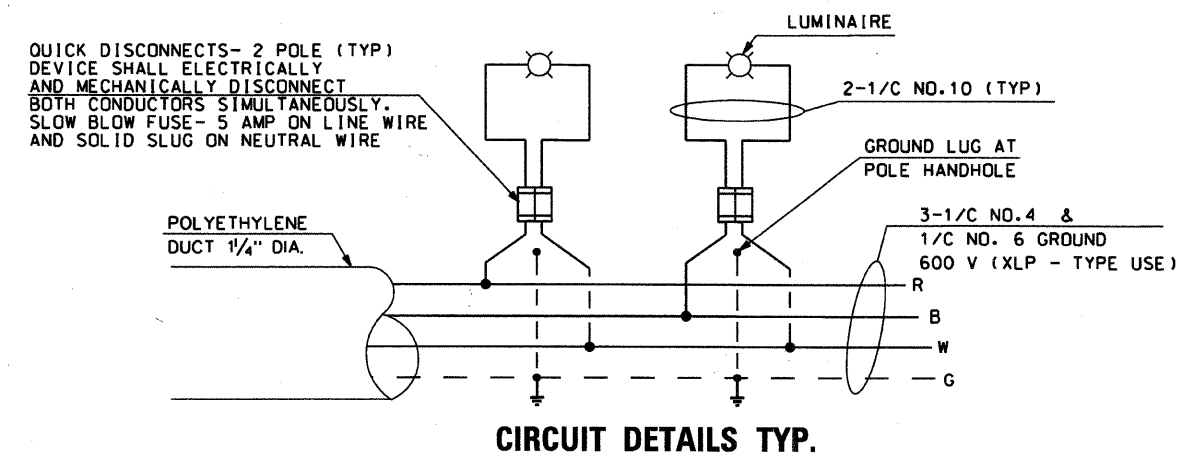 LUMINAIRE
QUICK DISCONNECTS- 2 POLE (TYP)
DEVICE SHALL ELECTRICALLY
AND MECHANICALLY DISCONNECT
BOTH CONDUCTORS SIMULTANEOUSLY.
SLOW BLOW FUSE- 5 AMP ON LINE WIRE
AND SOLID SLUG ON NEUTRAL WIRE
2-1/C NO.10 (TYP)
GROUND LUG AT
POLE HANDHOLE
POLYETHYLENE
DUCT 1¼" DIA.
3-1/C NO.4 &
1/C NO. 6 GROUND
600 V (XLP - TYPE USE)
R
B
W
G
CIRCUIT DETAILS TYP.